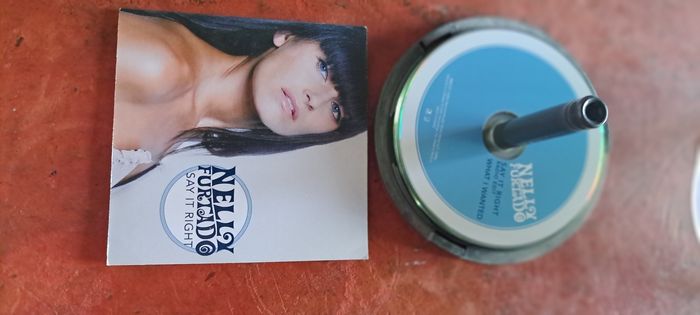 NELLY
FURTADO
SAY IT RIGHT
NELLY
FURTADO
SAY IT RIGHT
WHAT I WANTED